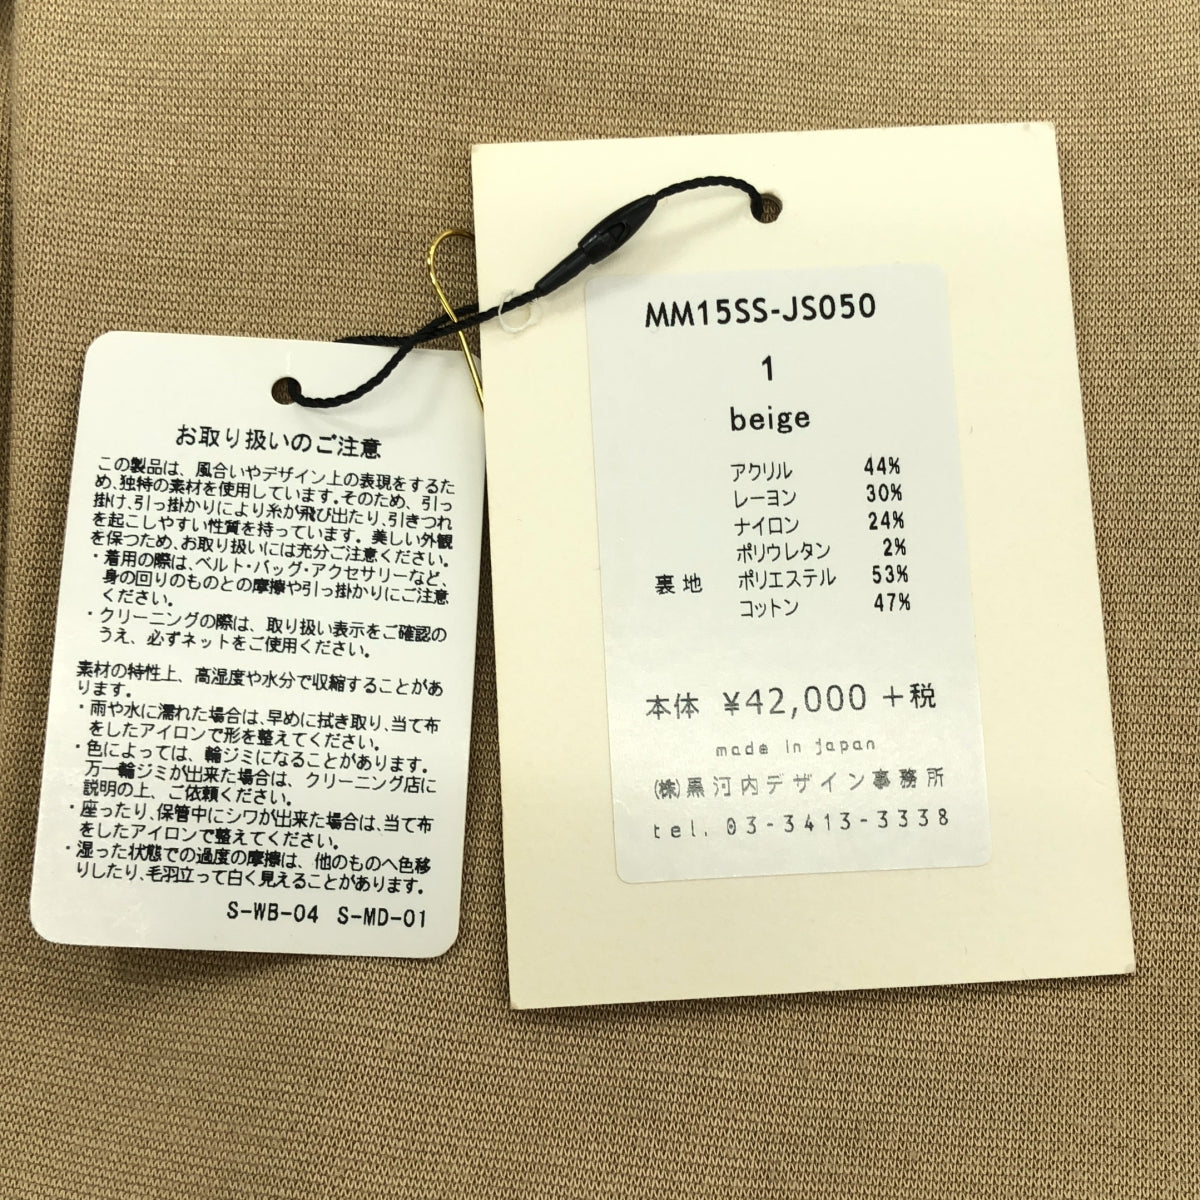 お取り扱いのご注意
この製品は、風合いやデザイン上の表現をするた
め、独特の素材を使用しています。そのため、引っ
掛け、引っ掛かりにより糸が飛び出たり、引きつれ
を起こしやすい性質を持っています。美しい外観
を保つため、お取り扱いには充分ご注意ください。
・着用の際は、ベルト・バッグ・アクセサリーなど、
身の回りのものとの摩擦や引っ掛かりにご注意
ください。
・クリーニングの際は、取り扱い表示をご確認の
うえ、必ずネットをご使用ください。
素材の特性上、高湿度や水分で収縮することがあ
ります。
・雨や水に濡れた場合は、早めに拭き取り、当て布
をしたアイロンで形を整えてください。
・色によっては、輪ジミになることがあります。
万一輪ジミが出来た場合は、クリーニング店に
説明の上、ご依頼ください。
・座ったり、保管中にシワが出来た場合は、当て布
をしたアイロンで整えてください。
・湿った状態での過度の摩擦は、他のものへ色移
りしたり、毛羽立って白く見えることがあります。
S-WB-04 S-MD-01
MM15SS-JS050
1
beige
アクリル 44%
レーヨン 30%
ナイロン 24%
ポリウレタン 2%
裏地 ポリエステル 53%
コットン 47%
本体 ¥42,000 +税
made in japan
(株)黒河内デザイン事務所
tel. 03-3413-3338